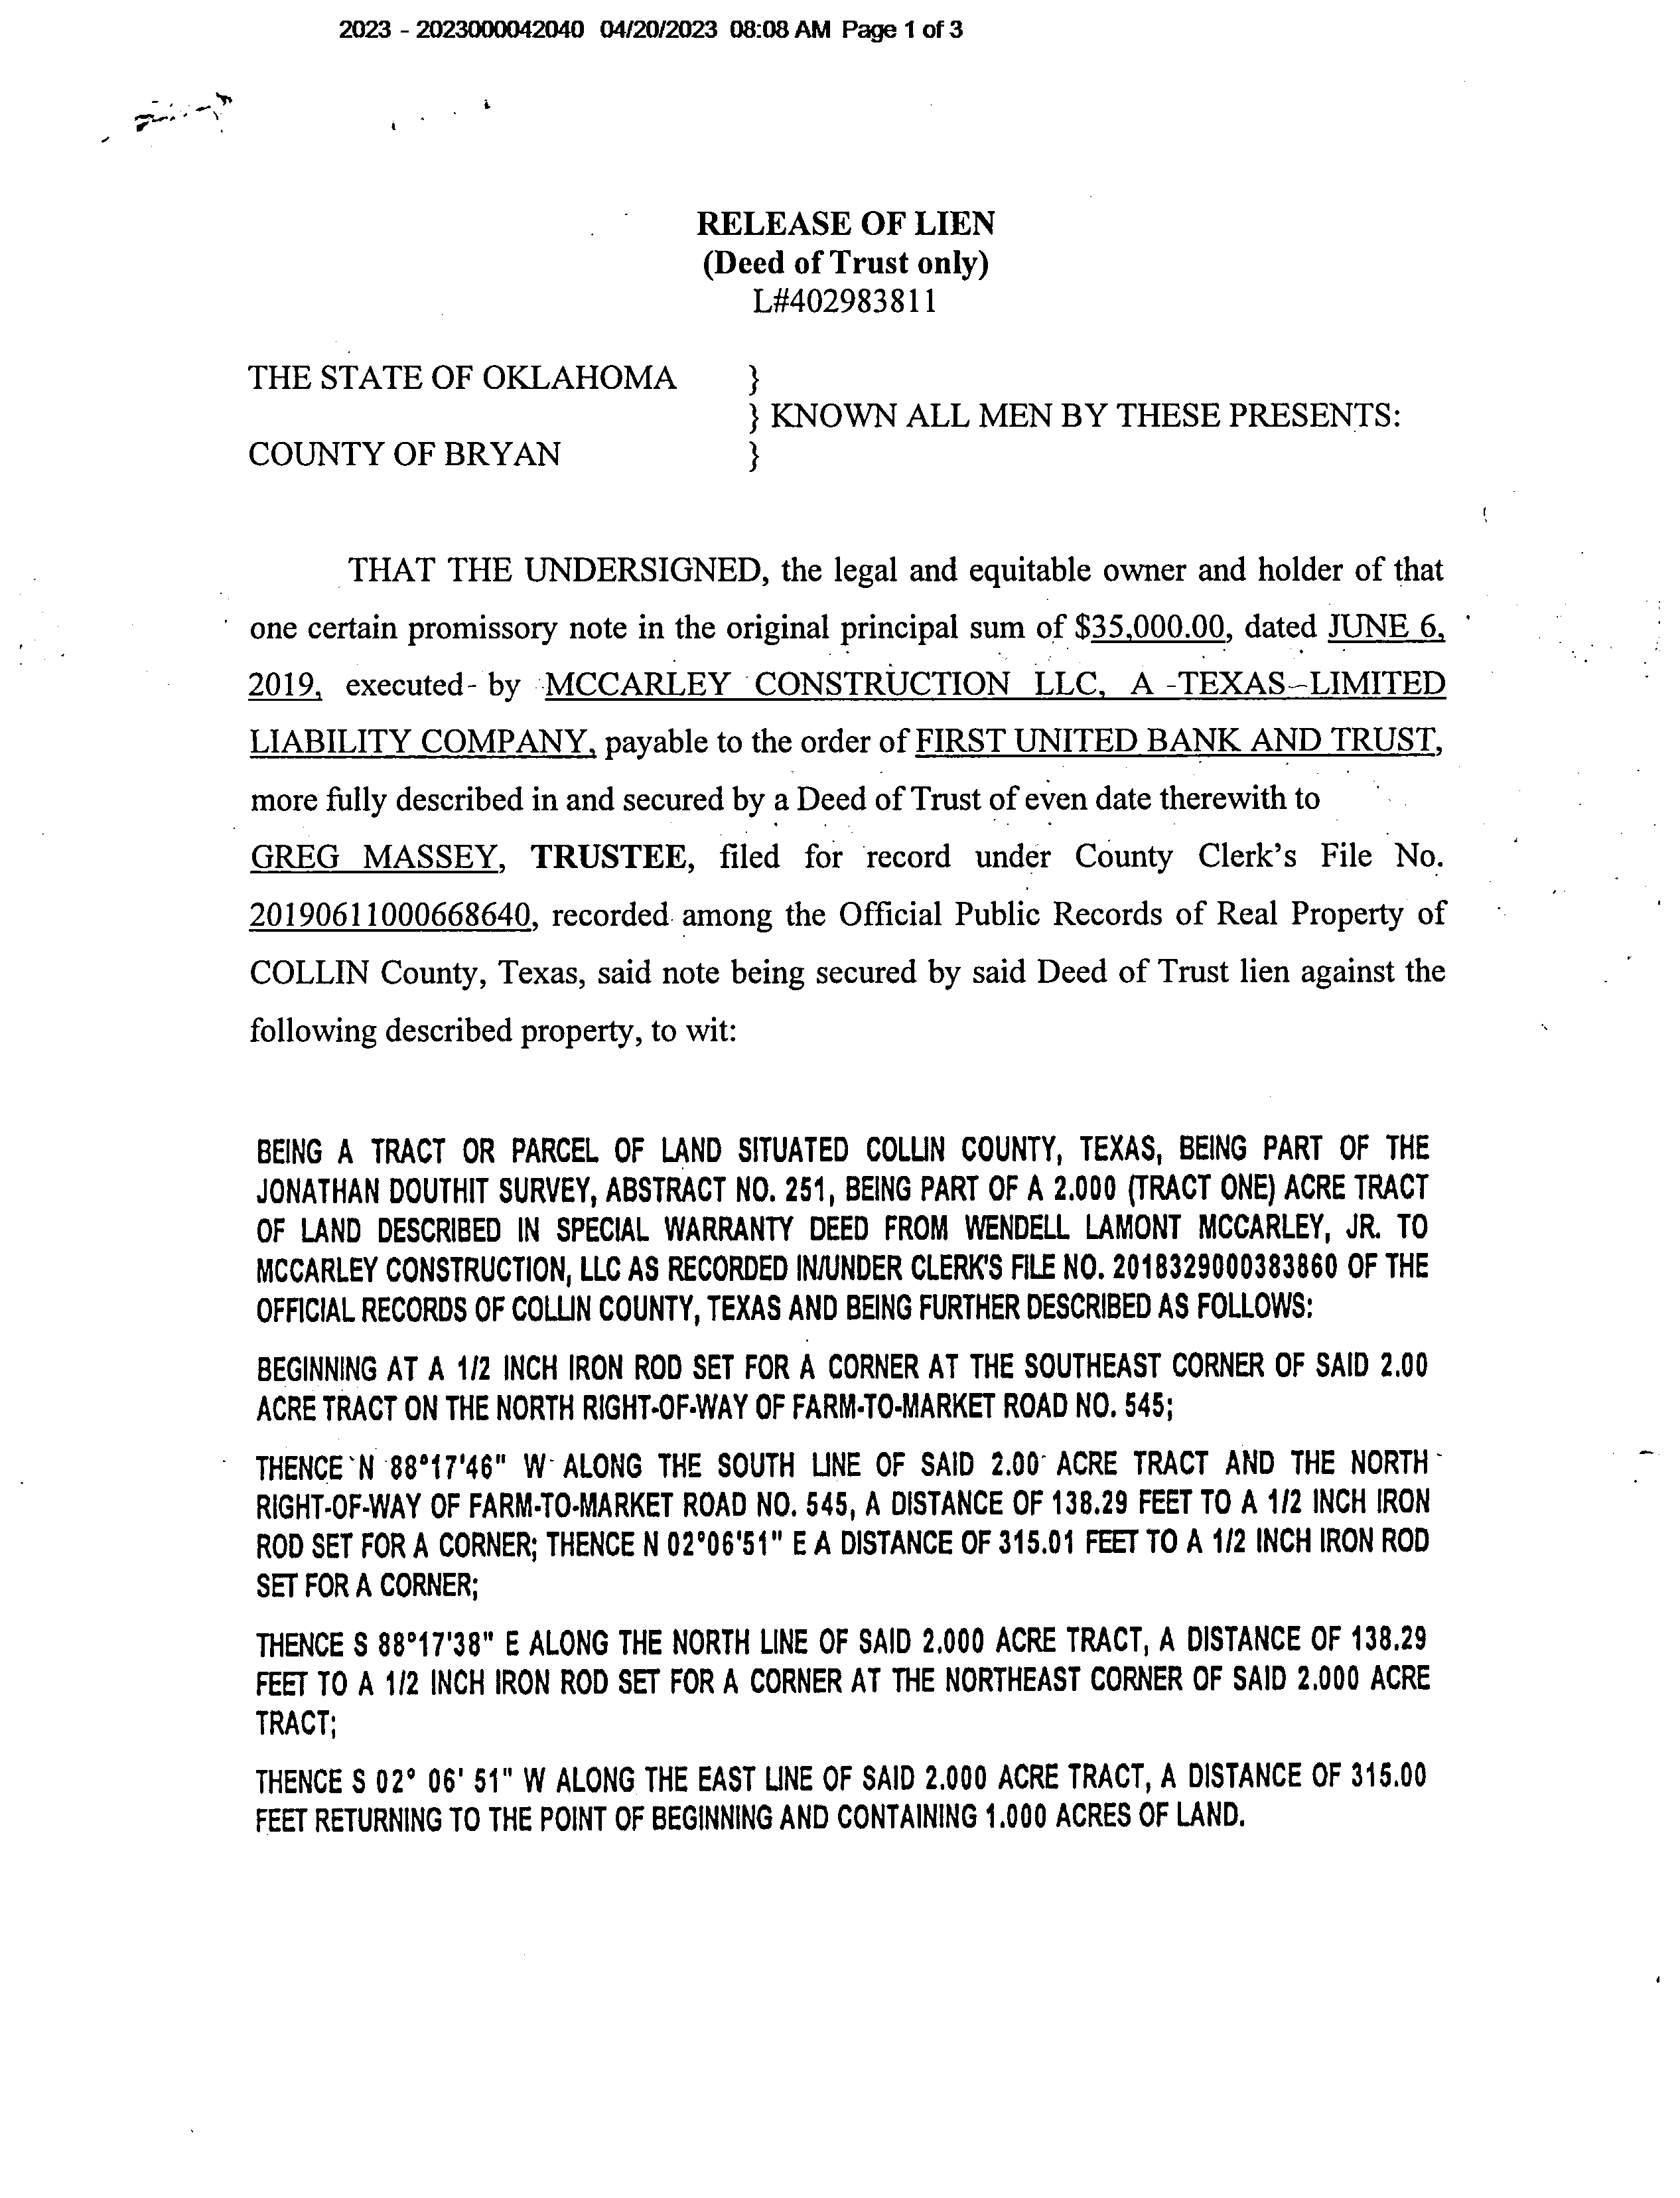 2023 - 2023000042040 04/20/2023 08:08 AM Page 1 of 3
RELEASE OF LIEN
(Deed of Trust only)
L#402983811
THE STATE OF OKLAHOMA }
} KNOWN ALL MEN BY THESE PRESENTS:
COUNTY OF BRYAN }
THAT THE UNDERSIGNED, the legal and equitable owner and holder of that
one certain promissory note in the original principal sum of $35,000.00, dated JUNE 6,
2019, executed by MCCARLEY CONSTRUCTION LLC, A TEXAS LIMITED
LIABILITY COMPANY, payable to the order of FIRST UNITED BANK AND TRUST,
more fully described in and secured by a Deed of Trust of even date therewith to
GREG MASSEY, TRUSTEE, filed for record under County Clerk's File No.
20190611000668640, recorded among the Official Public Records of Real Property of
COLLIN County, Texas, said note being secured by said Deed of Trust lien against the
following described property, to wit:
BEING A TRACT OR PARCEL OF LAND SITUATED COLLIN COUNTY, TEXAS, BEING PART OF THE
JONATHAN DOUTHIT SURVEY, ABSTRACT NO. 251, BEING PART OF A 2.000 (TRACT ONE) ACRE TRACT
OF LAND DESCRIBED IN SPECIAL WARRANTY DEED FROM WENDELL LAMONT MCCARLEY, JR. TO
MCCARLEY CONSTRUCTION, LLC AS RECORDED IN/UNDER CLERK'S FILE NO. 2018329000383860 OF THE
OFFICIAL RECORDS OF COLLIN COUNTY, TEXAS AND BEING FURTHER DESCRIBED AS FOLLOWS:
BEGINNING AT A 1/2 INCH IRON ROD SET FOR A CORNER AT THE SOUTHEAST CORNER OF SAID 2.00
ACRE TRACT ON THE NORTH RIGHT-OF-WAY OF FARM-TO-MARKET ROAD NO. 545;
THENCE N 88°17'46" W ALONG THE SOUTH LINE OF SAID 2.00 ACRE TRACT AND THE NORTH
RIGHT-OF-WAY OF FARM-TO-MARKET ROAD NO. 545, A DISTANCE OF 138.29 FEET TO A 1/2 INCH IRON
ROD SET FOR A CORNER; THENCE N 02°06'51" E A DISTANCE OF 315.01 FEET TO A 1/2 INCH IRON ROD
SET FOR A CORNER;
THENCE S 88°17'38" E ALONG THE NORTH LINE OF SAID 2.000 ACRE TRACT, A DISTANCE OF 138.29
FEET TO A 1/2 INCH IRON ROD SET FOR A CORNER AT THE NORTHEAST CORNER OF SAID 2.000 ACRE
TRACT;
THENCE S 02° 06' 51" W ALONG THE EAST LINE OF SAID 2.000 ACRE TRACT, A DISTANCE OF 315.00
FEET RETURNING TO THE POINT OF BEGINNING AND CONTAINING 1.000 ACRES OF LAND.